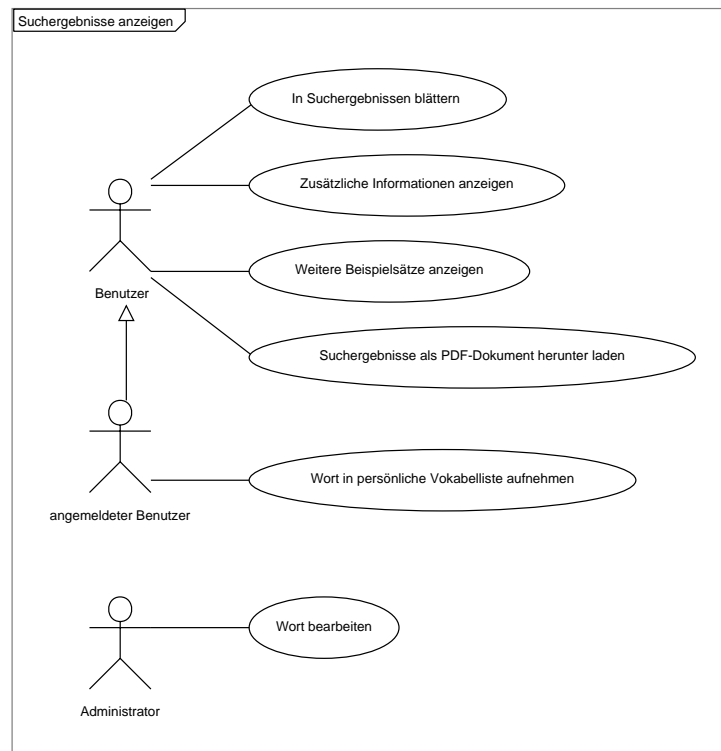 Suchergebnisse anzeigen
In Suchergebnissen blättern
Zusätzliche Informationen anzeigen
Weitere Beispielsätze anzeigen
Benutzer
Suchergebnisse als PDF-Dokument herunter laden
Wort in persönliche Vokabelliste aufnehmen
angemeldeter Benutzer
Wort bearbeiten
Administrator